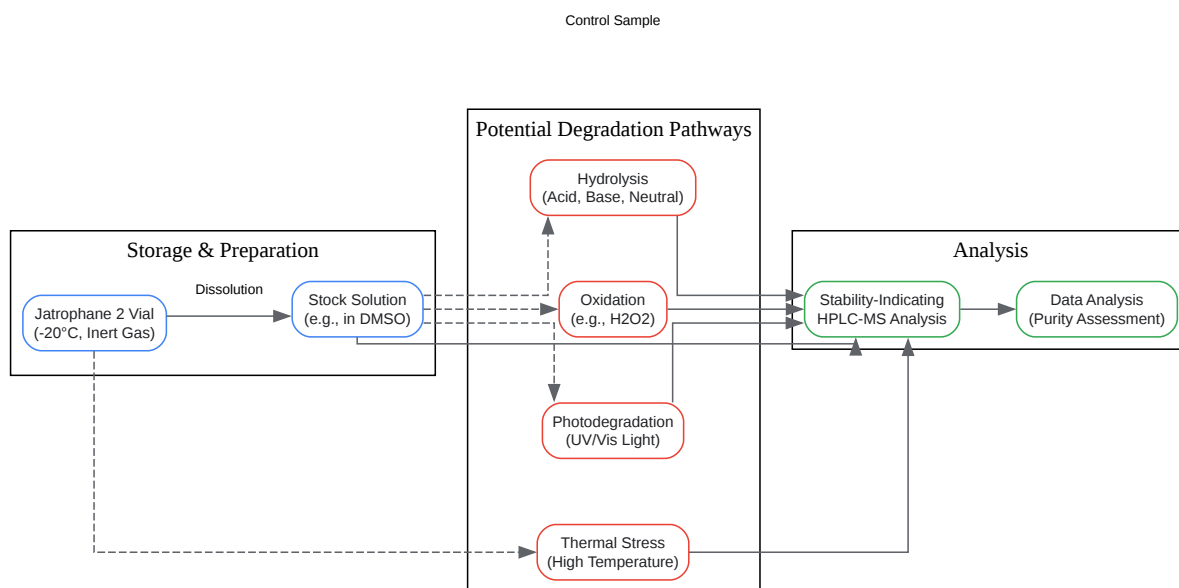 Control Sample
Potential Degradation Pathways
Hydrolysis
(Acid, Base, Neutral)
Storage & Preparation
Analysis
Dissolution
Jatrophane 2 Vial
(-20°C, Inert Gas)
Stock Solution
(e.g., in DMSO)
Oxidation
(e.g., H2O2)
Stability-Indicating
HPLC-MS Analysis
Data Analysis
(Purity Assessment)
Photodegradation
(UV/Vis Light)
Thermal Stress
(High Temperature)